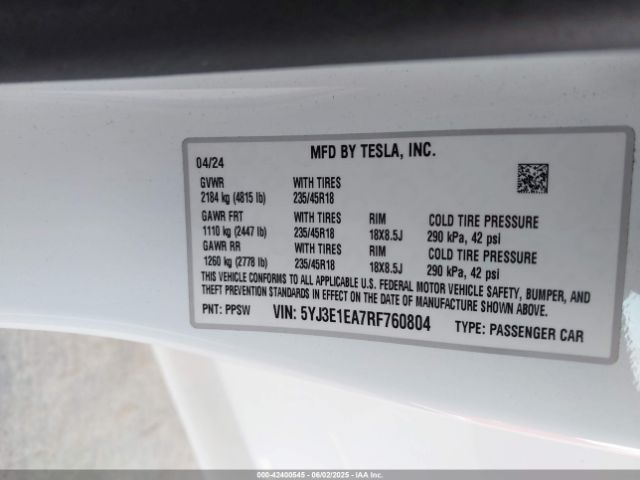 MFD BY TESLA, INC.
04/24
GVWR WITH TIRES
2184 kg (4815 lb) 235/45R18
GAWR FRT WITH TIRES RIM COLD TIRE PRESSURE
1110 kg (2447 lb) 235/45R18 18X8.5J 290 kPa, 42 psi
GAWR RR WITH TIRES RIM COLD TIRE PRESSURE
1260 kg (2778 lb) 235/45R18 18X8.5J 290 kPa, 42 psi
THIS VEHICLE CONFORMS TO ALL APPLICABLE U.S. FEDERAL MOTOR VEHICLE SAFETY, BUMPER, AND
THEFT PREVENTION STANDARDS IN EFFECT ON THE DATE OF MANUFACTURE SHOWN ABOVE.
PNT: PPSW VIN: 5YJ3E1EA7RF760804 TYPE: PASSENGER CAR
000-42400545 - 06/02/2025 - © IAA Holdings, LLC